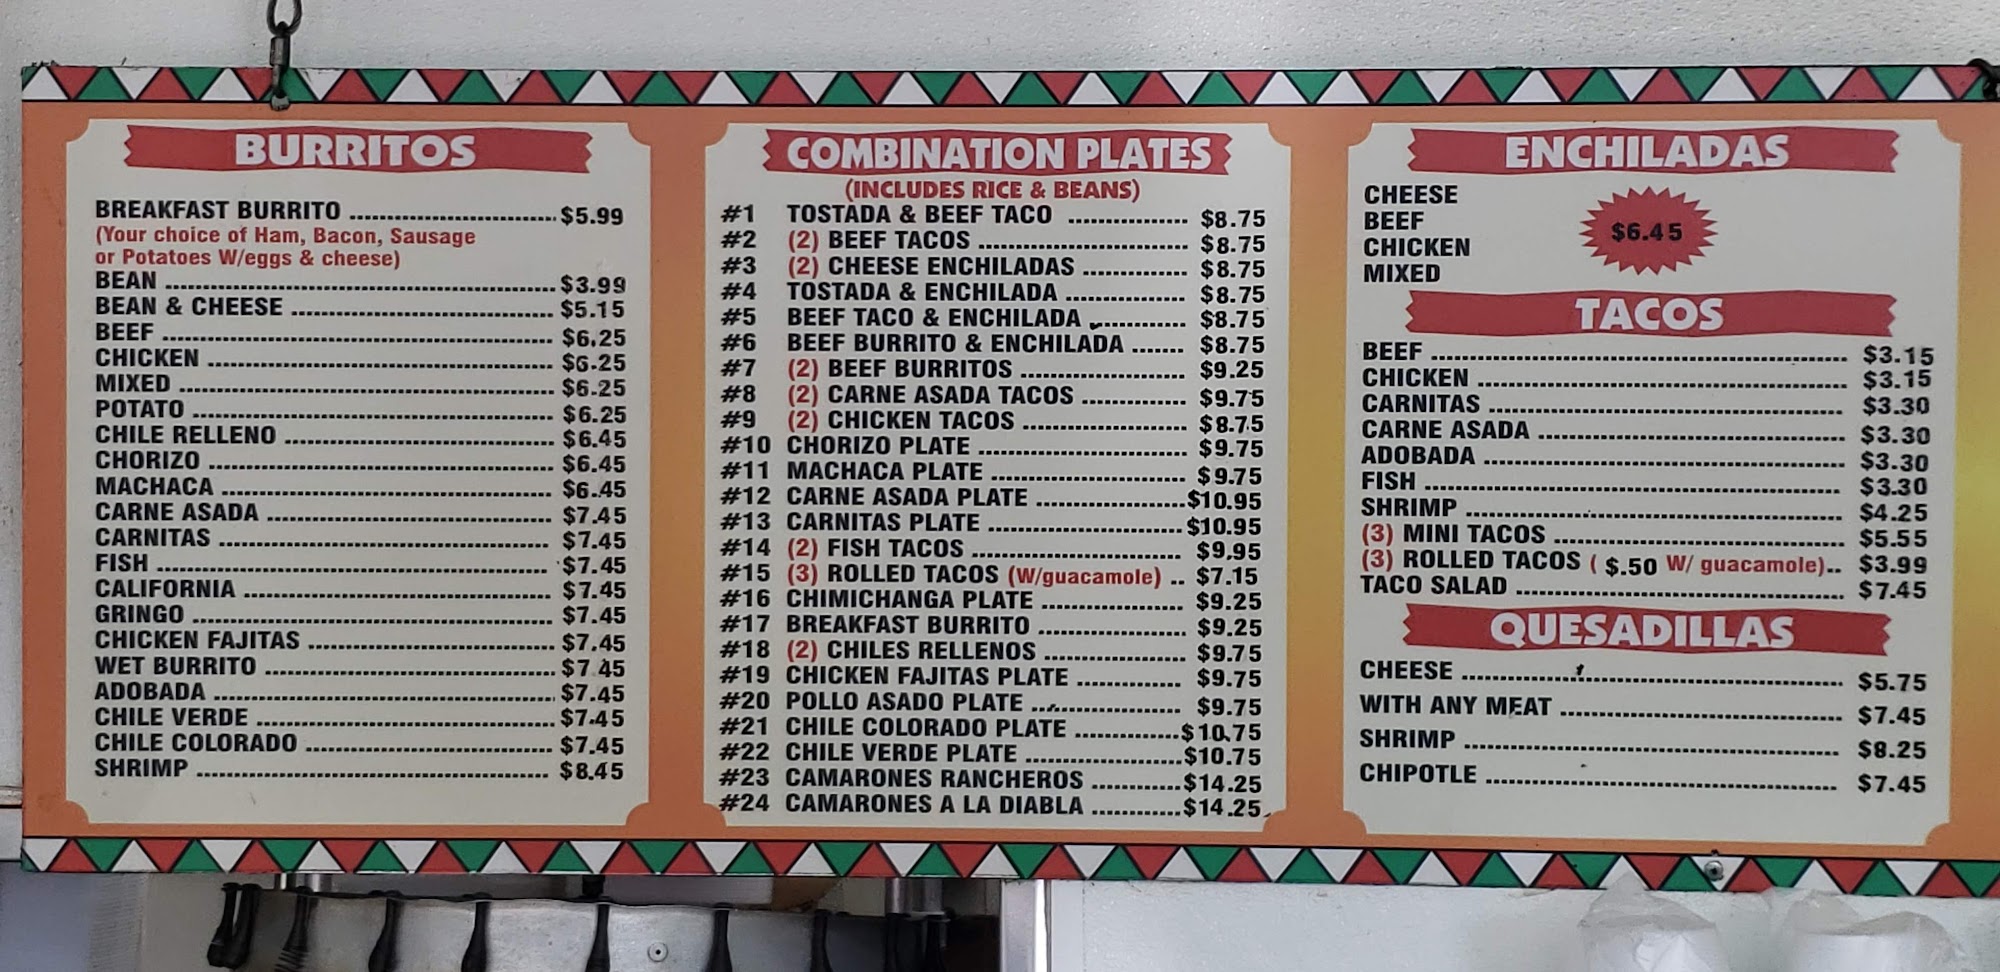 BURRITOS
BREAKFAST BURRITO ........ $5.99
(Your choice of Ham, Bacon, Sausage
or Potatoes W/eggs & cheese)
BEAN ........ $3.99
BEAN & CHEESE ........ $5.15
BEEF ........ $6.25
CHICKEN ........ $6.25
MIXED ........ $6.25
POTATO ........ $6.25
CHILE RELLENO ........ $6.45
CHORIZO ........ $6.45
MACHACA ........ $6.45
CARNE ASADA ........ $7.45
CARNITAS ........ $7.45
FISH ........ $7.45
CALIFORNIA ........ $7.45
GRINGO ........ $7.45
CHICKEN FAJITAS ........ $7.45
WET BURRITO ........ $7.45
ADOBADA ........ $7.45
CHILE VERDE ........ $7.45
CHILE COLORADO ........ $7.45
SHRIMP ........ $8.45
COMBINATION PLATES
(INCLUDES RICE & BEANS)
#1 TOSTADA & BEEF TACO ........ $8.75
#2 (2) BEEF TACOS ........ $8.75
#3 (2) CHEESE ENCHILADAS ........ $8.75
#4 TOSTADA & ENCHILADA ........ $8.75
#5 BEEF TACO & ENCHILADA ........ $8.75
#6 BEEF BURRITO & ENCHILADA ....... $8.75
#7 (2) BEEF BURRITOS ........ $9.25
#8 (2) CARNE ASADA TACOS ........ $9.75
#9 (2) CHICKEN TACOS ........ $8.75
#10 CHORIZO PLATE ........ $9.75
#11 MACHACA PLATE ........ $9.75
#12 CARNE ASADA PLATE ........ $10.95
#13 CARNITAS PLATE ........ $10.95
#14 (2) FISH TACOS ........ $9.95
#15 (3) ROLLED TACOS (W/guacamole) .. $7.15
#16 CHIMICHANGA PLATE ........ $9.25
#17 BREAKFAST BURRITO ........ $9.25
#18 (2) CHILES RELLENOS ........ $9.75
#19 CHICKEN FAJITAS PLATE ........ $9.75
#20 POLLO ASADO PLATE ........ $9.75
#21 CHILE COLORADO PLATE ........ $10.75
#22 CHILE VERDE PLATE ........ $10.75
#23 CAMARONES RANCHEROS ........ $14.25
#24 CAMARONES A LA DIABLA ........ $14.25
ENCHILADAS
CHEESE
BEEF
CHICKEN
MIXED
$6.45
TACOS
BEEF ........ $3.15
CHICKEN ........ $3.15
CARNITAS ........ $3.30
CARNE ASADA ........ $3.30
ADOBADA ........ $3.30
FISH ........ $3.30
SHRIMP ........ $4.25
(3) MINI TACOS ........ $5.55
(3) ROLLED TACOS ( $.50 W/ guacamole).. $3.99
TACO SALAD ........ $7.45
QUESADILLAS
CHEESE ........ $5.75
WITH ANY MEAT ........ $7.45
SHRIMP ........ $8.25
CHIPOTLE ........ $7.45